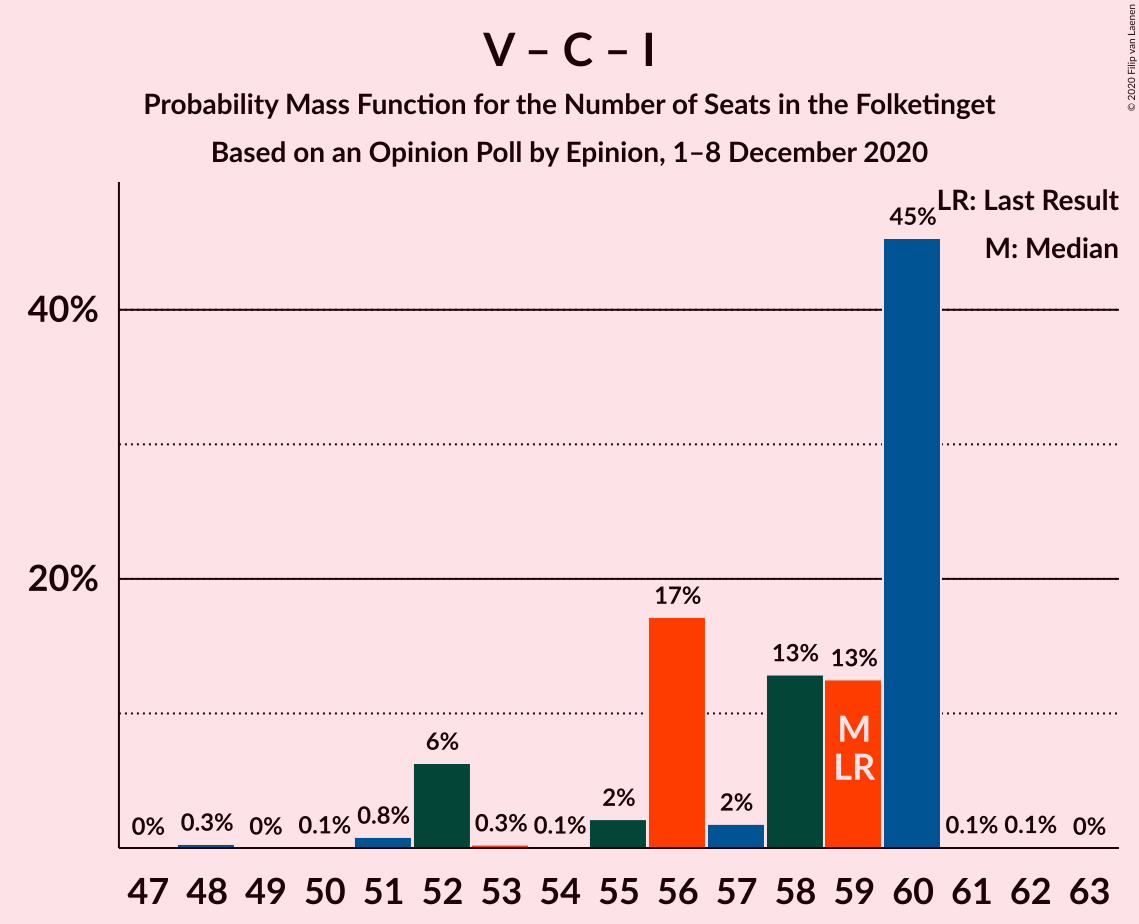 V – C – I
Probability Mass Function for the Number of Seats in the Folketinget
Based on an Opinion Poll by Epinion, 1–8 December 2020
© 2020 Filip van Laenen
LR: Last Result
M: Median
40%
20%
0%
0.3%
0%
0.1%
0.8%
6%
0.3%
0.1%
2%
17%
2%
13%
13%
45%
0.1%
0.1%
0%
M
LR
47 48 49 50 51 52 53 54 55 56 57 58 59 60 61 62 63